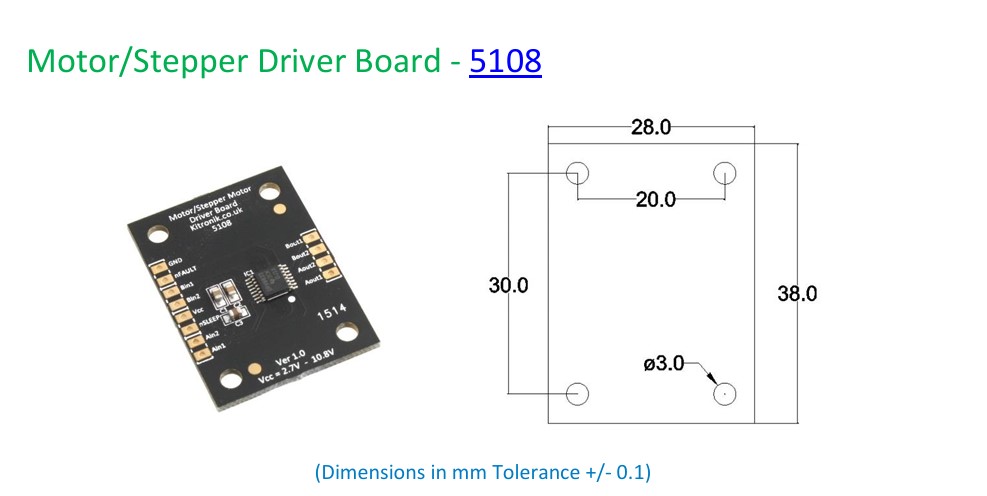 Motor/Stepper Driver Board - 5108
Motor/Stepper Motor
Driver Board
Kitronik.co.uk
5108
GND
nFAULT
Bin1
Bin2
Vcc
nSLEEP
Ain2
Ain1
IC1
Bout1
Bout2
Aout2
Aout1
1514
Ver 1.0
Vcc = 2.7V - 10.8V
28.0
20.0
30.0
38.0
ø3.0
(Dimensions in mm Tolerance +/- 0.1)